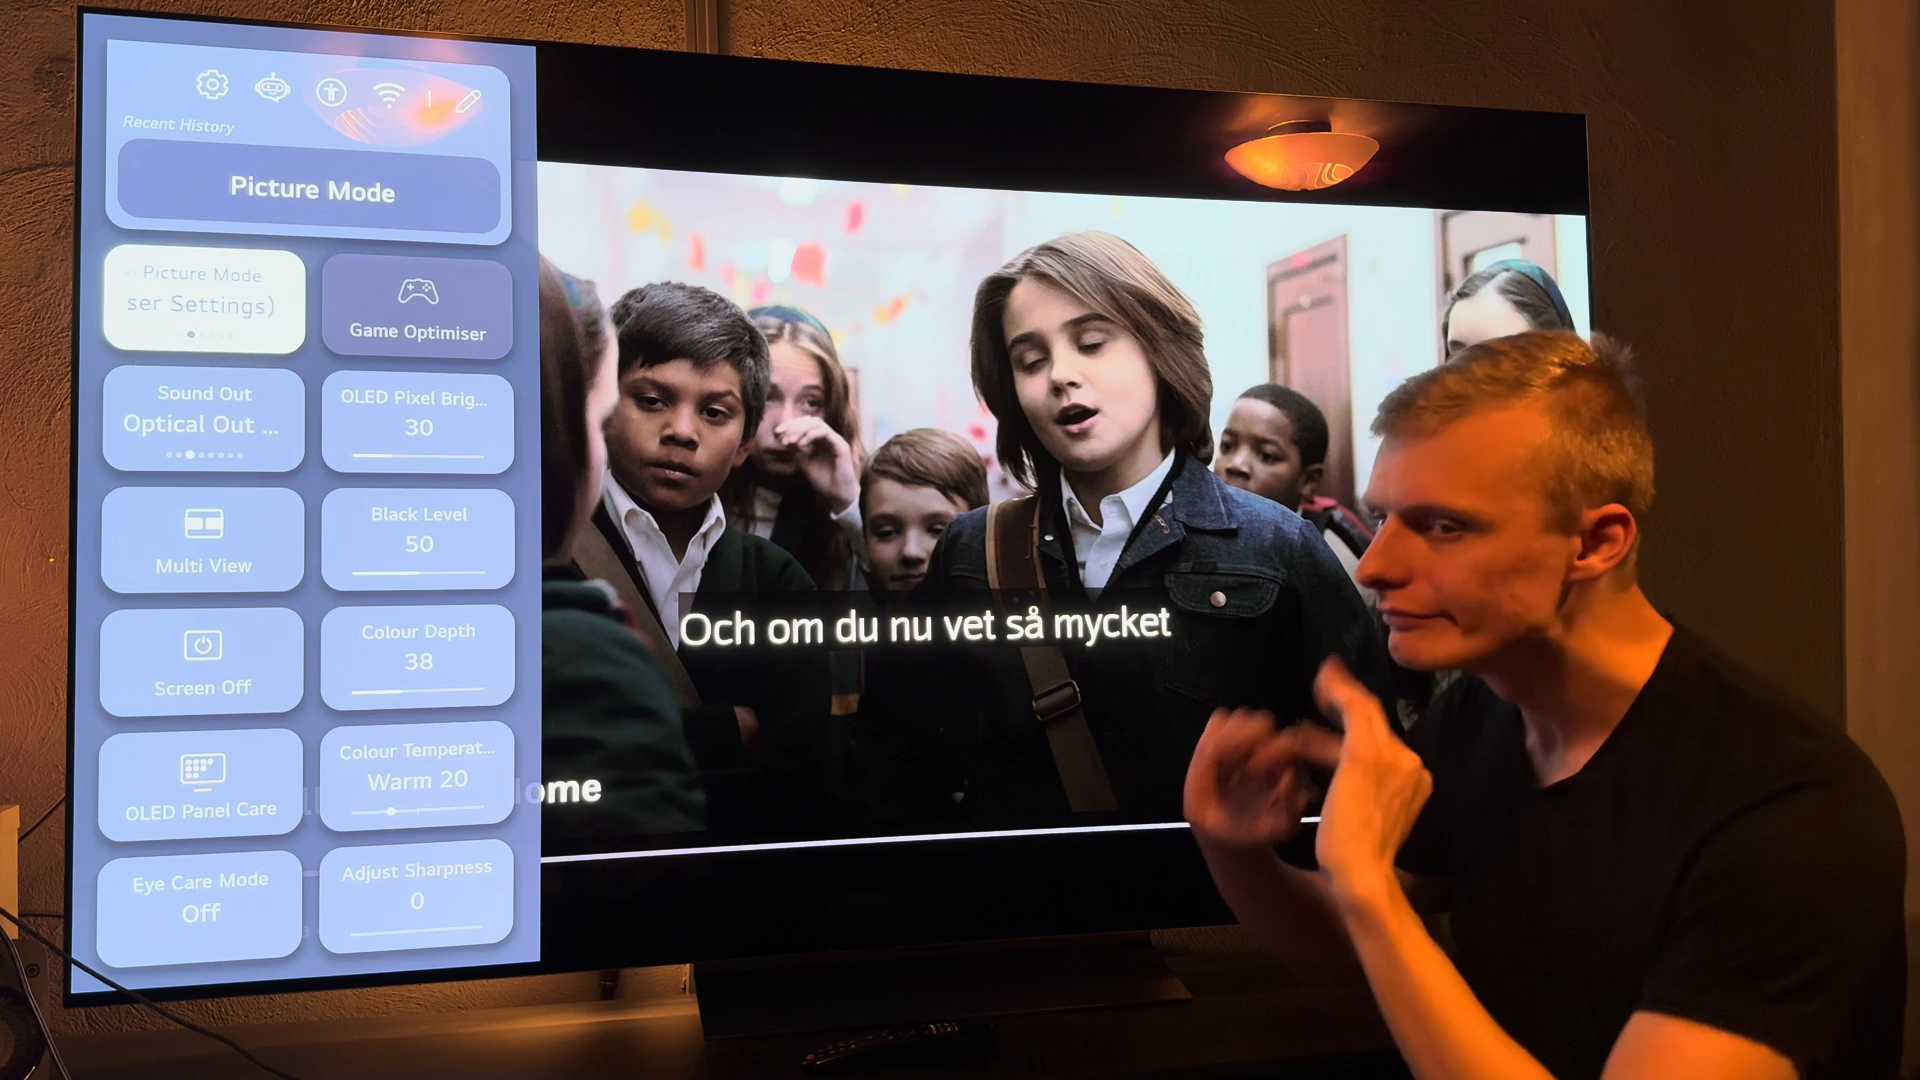 Recent History
Picture Mode
Picture Mode
ser Settings)
Game Optimiser
Sound Out
Optical Out ...
OLED Pixel Brig...
30
Multi View
Black Level
50
Screen Off
Colour Depth
38
OLED Panel Care
Colour Temperat...
Warm 20
Eye Care Mode
Off
Adjust Sharpness
0
Och om du nu vet så mycket
ome